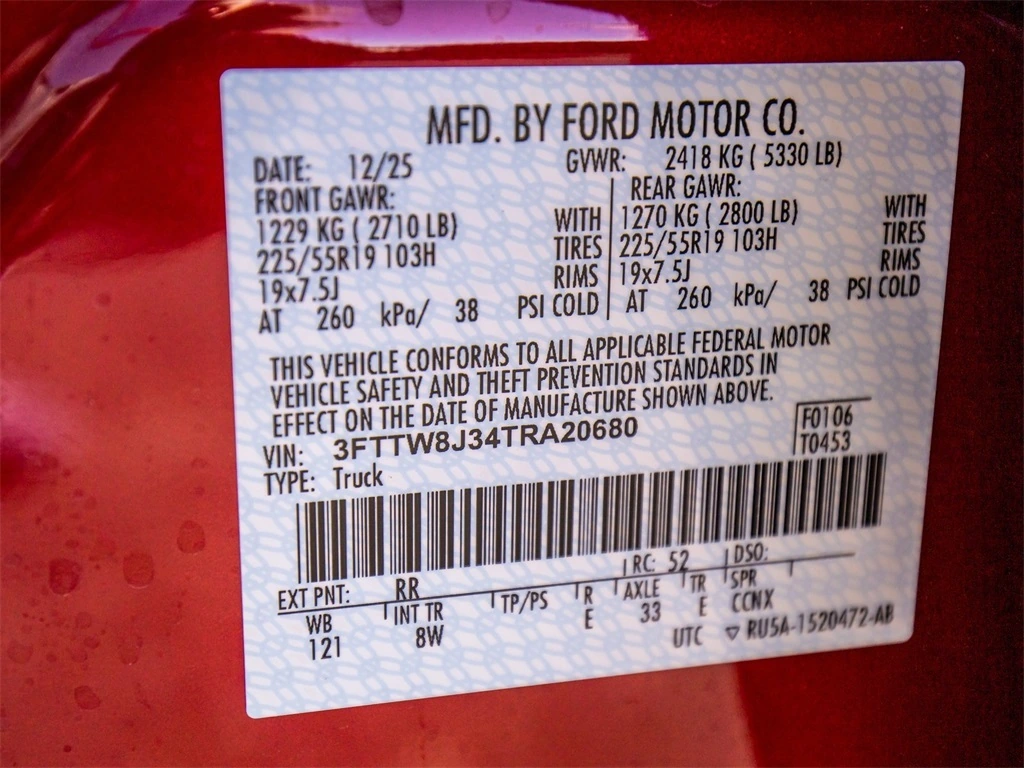 MFD. BY FORD MOTOR CO.
DATE: 12/25 GVWR: 2418 KG ( 5330 LB)
FRONT GAWR: REAR GAWR:
1229 KG ( 2710 LB) WITH 1270 KG ( 2800 LB) WITH
225/55R19 103H TIRES 225/55R19 103H TIRES
19x7.5J RIMS 19x7.5J RIMS
AT 260 kPa/ 38 PSI COLD AT 260 kPa/ 38 PSI COLD
THIS VEHICLE CONFORMS TO ALL APPLICABLE FEDERAL MOTOR
VEHICLE SAFETY AND THEFT PREVENTION STANDARDS IN
EFFECT ON THE DATE OF MANUFACTURE SHOWN ABOVE.
VIN: 3FTTW8J34TRA20680 F0106
TYPE: Truck T0453
EXT PNT: RR RC: 52 DSO:
WB INT TR TP/PS R AXLE TR SPR
121 8W E 33 E CCNX
UTC ▽ RU5A-1520472-AB